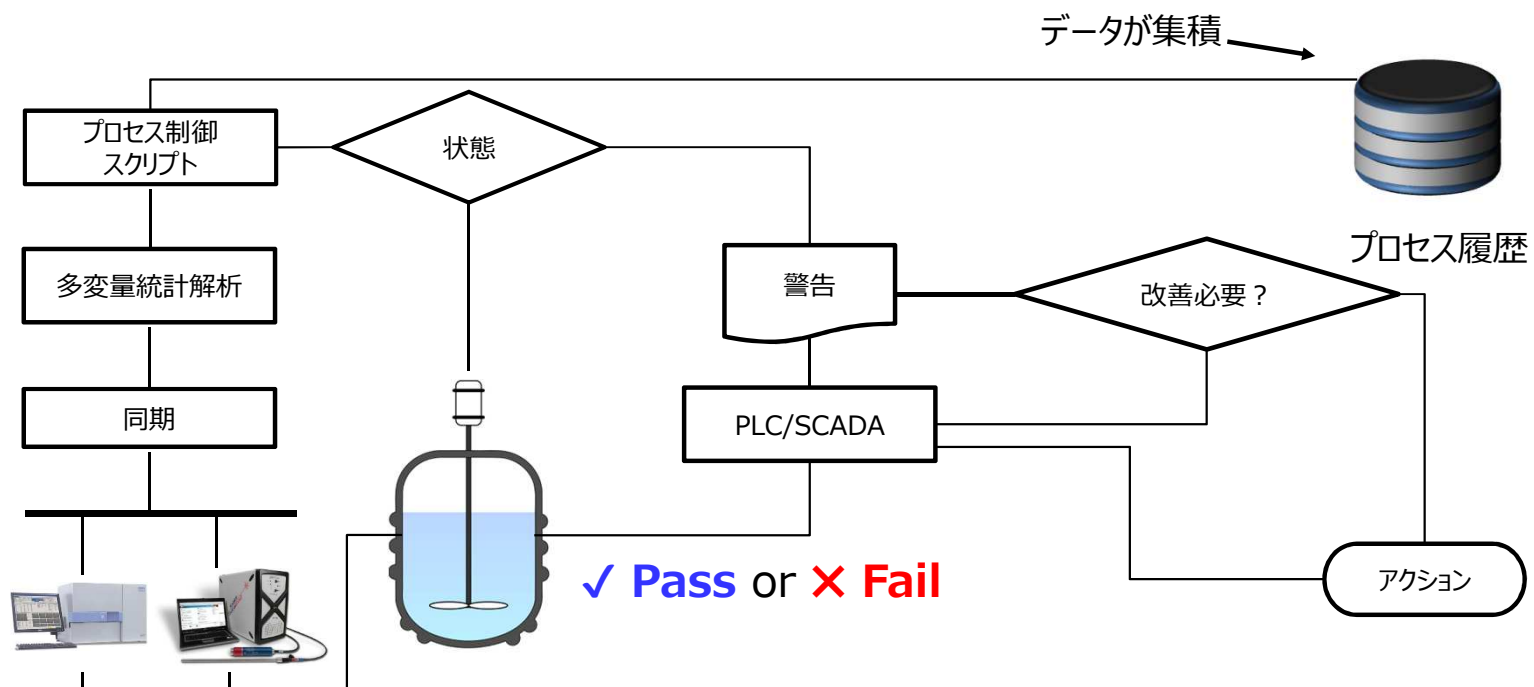 データが集積
プロセス制御
スクリプト
状態
プロセス履歴
多変量統計解析
警告
改善必要？
同期
PLC/SCADA
✓ Pass or × Fail
アクション